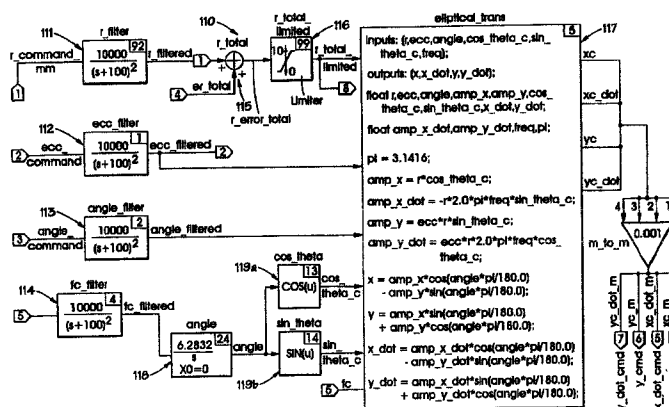 elliptical_trans
110
111
r_filter
r_command
mm
1
10000
(s+100)²
92
r_filtered
1
r_total
4
er_total
115
r_error_total
r_total_
limited
116
99
10
0
Limiter
r_total_
limited
8
117
5
inputs: (r,ecc,angle,cos_theta_c,sin_
theta_c,freq);
outputs: (x,x_dot,y,y_dot);
float r,ecc,angle,amp_x,amp_y,cos_
theta_c,sin_theta_c,x_dot,y_dot;
float amp_x_dot,amp_y_dot,freq,pi;
pi = 3.1416;
amp_x = r*cos_theta_c;
amp_x_dot = -r*2.0*pi*freq*sin_theta_c;
amp_y = ecc*r*sin_theta_c;
amp_y_dot = ecc*r*2.0*pi*freq*cos_
theta_c;
x = amp_x*cos(angle*pi/180.0)
- amp_y*sin(angle*pi/180.0);
y = amp_x*sin(angle*pi/180.0)
+ amp_y*cos(angle*pi/180.0);
x_dot = amp_x_dot*cos(angle*pi/180.0)
- amp_y_dot*sin(angle*pi/180.0);
y_dot = amp_x_dot*sin(angle*pi/180.0)
+ amp_y_dot*cos(angle*pi/180.0);
112
ecc_filter
2
ecc_
command
10000
(s+100)²
1
ecc_filtered
2
113
angle_filter
3
angle_
command
10000
(s+100)²
2
angle_filtered
114
fc_filter
5
10000
(s+100)²
4
fc_filtered
angle
6.2832
s
X0=0
24
118
angle
cos_theta
119a
COS(u)
13
cos_
theta_c
sin_theta
119b
SIN(u)
14
sin_
theta_c
5
fc
xc
xc_dot
yc
yc_dot
4 3 2 1
0.001
m_to_m
yc_dot_m
yc_m
xc_dot_m
7
6
y_dot_cmd
y_cmd
x_dot_cmd